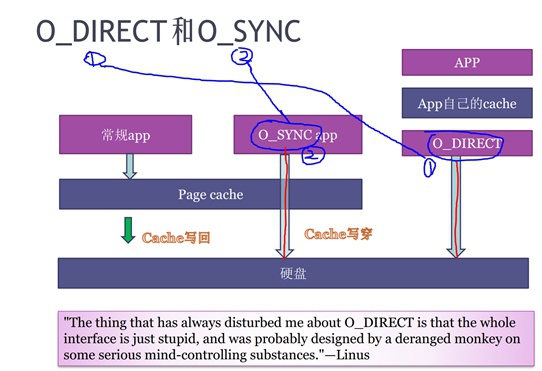 O_DIRECT和O_SYNC
① ②
APP
App自己的cache
常规app
O_SYNC app
O_DIRECT
② ①
Page cache
Cache写回
Cache写穿
硬盘
"The thing that has always disturbed me about O_DIRECT is that the whole
interface is just stupid, and was probably designed by a deranged monkey on
some serious mind-controlling substances."—Linus